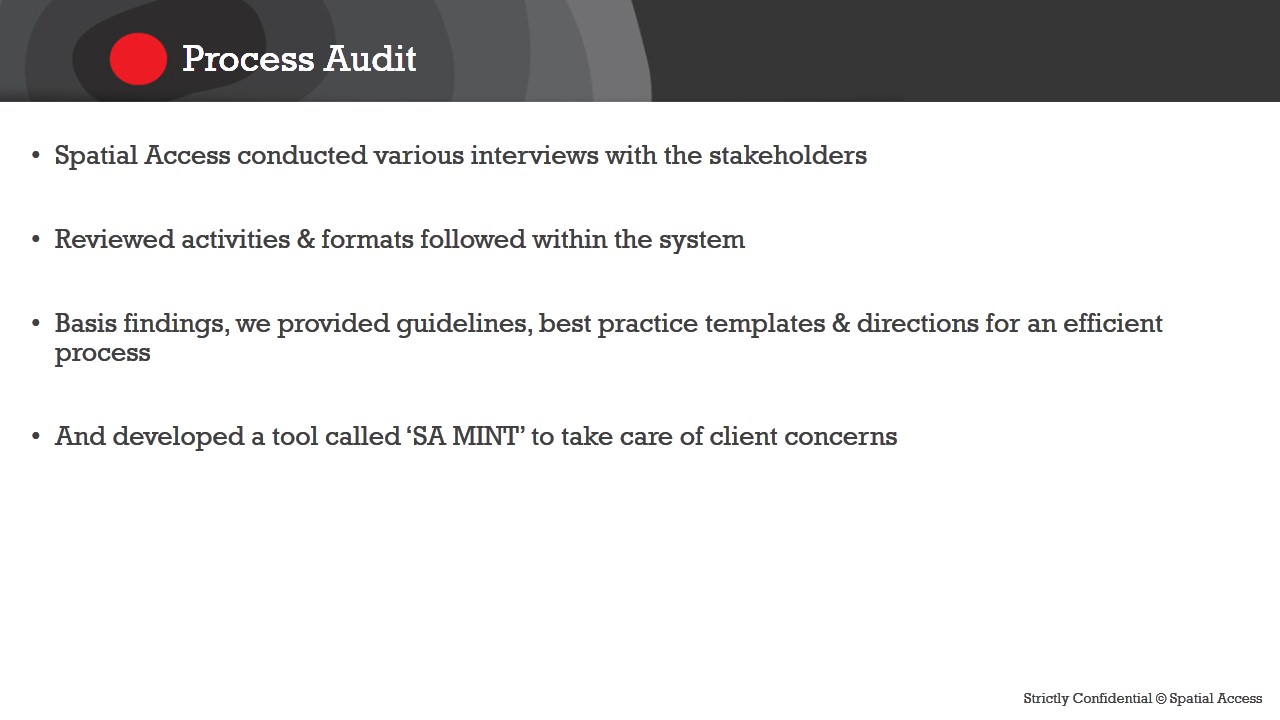 Process Audit
• Spatial Access conducted various interviews with the stakeholders
• Reviewed activities & formats followed within the system
• Basis findings, we provided guidelines, best practice templates & directions for an efficient
process
• And developed a tool called ‘SA MINT’ to take care of client concerns
Strictly Confidential © Spatial Access